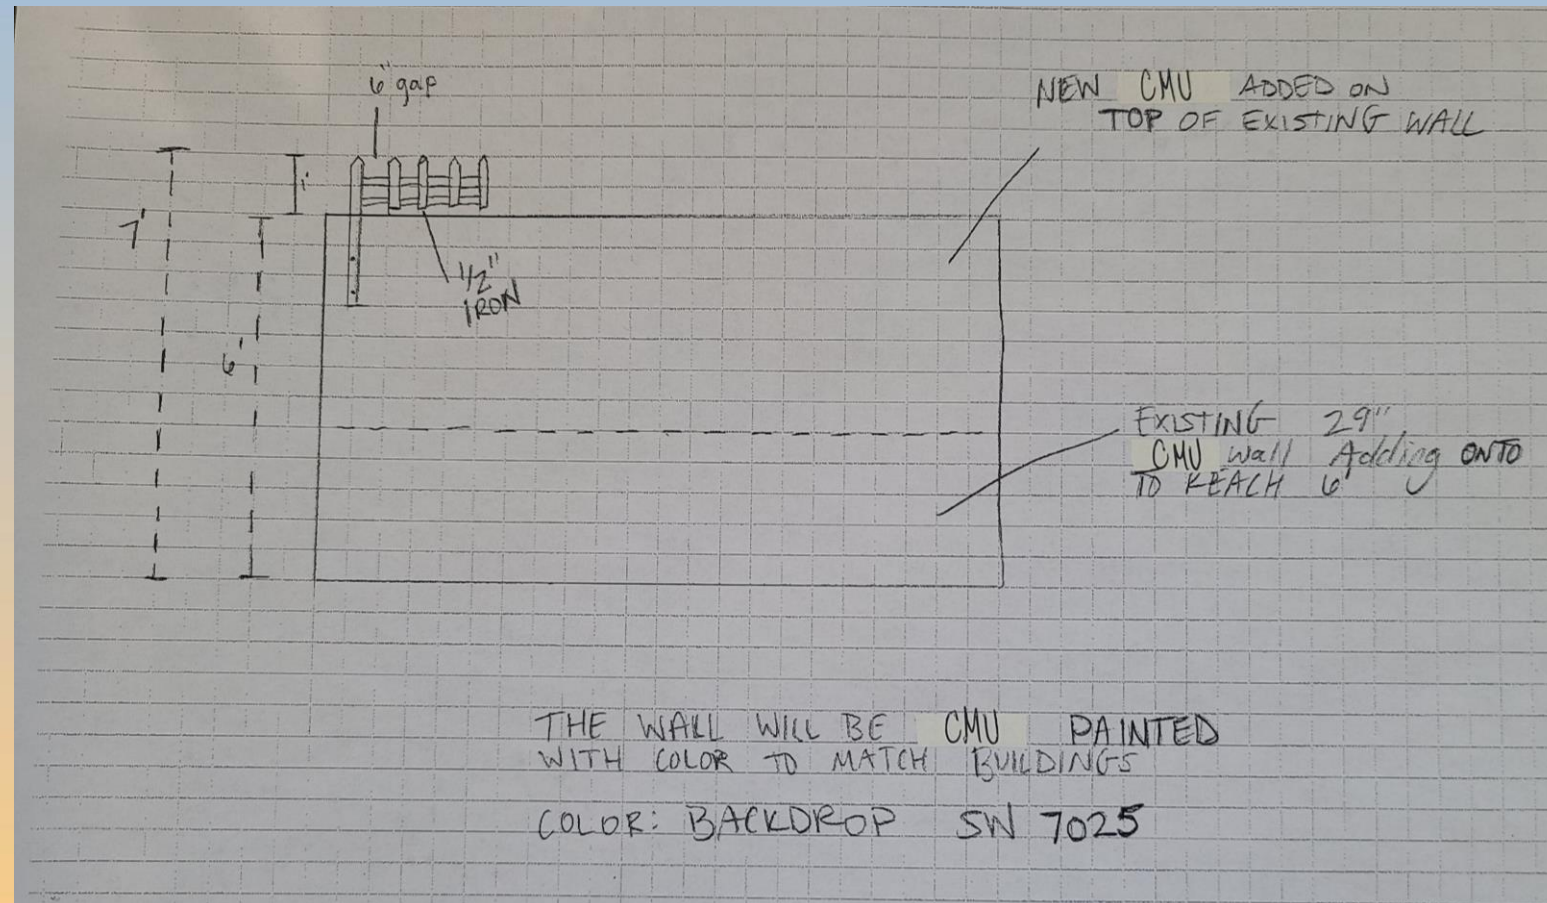 6" gap
NEW CMU ADDED ON
TOP OF EXISTING WALL
1'
7'
1/2"
IRON
6'
EXISTING 29"
CMU Wall Adding ONTO
TO REACH 6'
THE WALL WILL BE CMU PAINTED
WITH COLOR TO MATCH BUILDINGS
COLOR: BACKDROP SW 7025